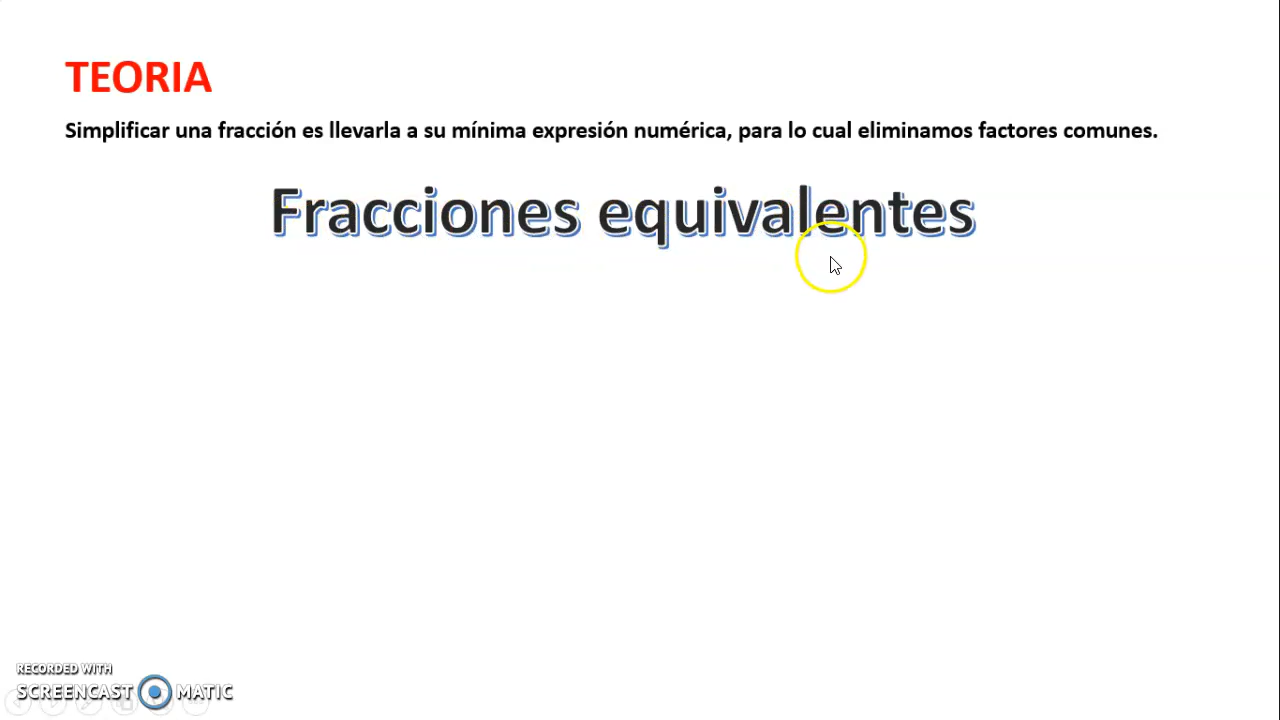 TEORIA
Simplificar una fracción es llevarla a su mínima expresión numérica, para lo cual eliminamos factores comunes.
Fracciones equivalentes
RECORDED WITH
SCREENCAST MATIC